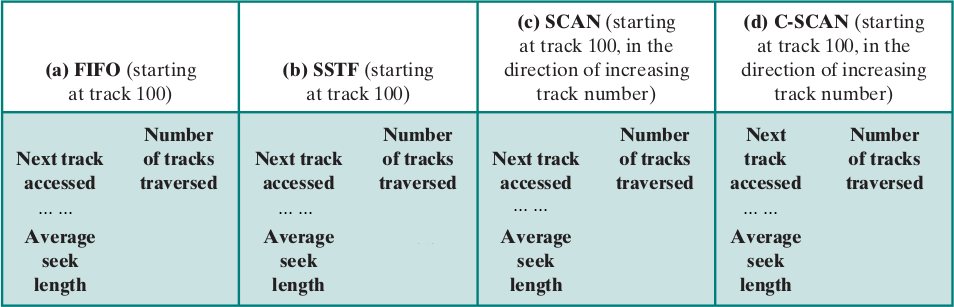 (a) FIFO (starting
at track 100)
(b) SSTF (starting
at track 100)
(c) SCAN (starting
at track 100, in the
direction of increasing
track number)
(d) C-SCAN (starting
at track 100, in the
direction of increasing
track number)
Next track
accessed
Number
of tracks
traversed
... ...
Average
seek
length
Next track
accessed
Number
of tracks
traversed
... ...
Average
seek
length
Next track
accessed
Number
of tracks
traversed
... ...
Average
seek
length
Next
track
accessed
Number
of tracks
traversed
... ...
Average
seek
length